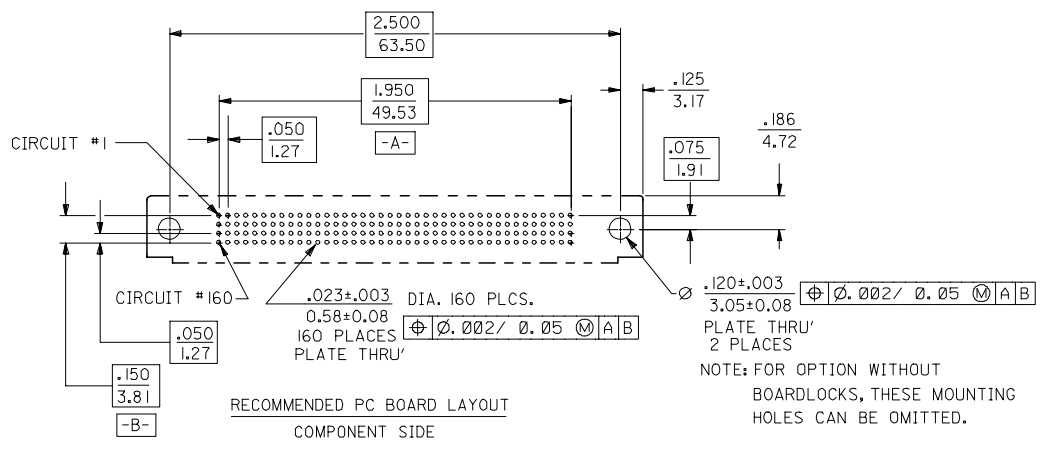 2.500
63.50
1.950
49.53
-A-
.125
3.17
.050
1.27
.186
4.72
CIRCUIT #1
.075
1.91
CIRCUIT #160
.023±.003 DIA. 160 PLCS.
0.58±0.08
160 PLACES
PLATE THRU'
⌖ Ø.002/ 0.05 Ⓜ A B
Ø .120±.003
3.05±0.08
⌖ Ø.002/ 0.05 Ⓜ A B
PLATE THRU'
2 PLACES
.050
1.27
.150
3.81
-B-
NOTE: FOR OPTION WITHOUT
BOARDLOCKS, THESE MOUNTING
HOLES CAN BE OMITTED.
RECOMMENDED PC BOARD LAYOUT
COMPONENT SIDE